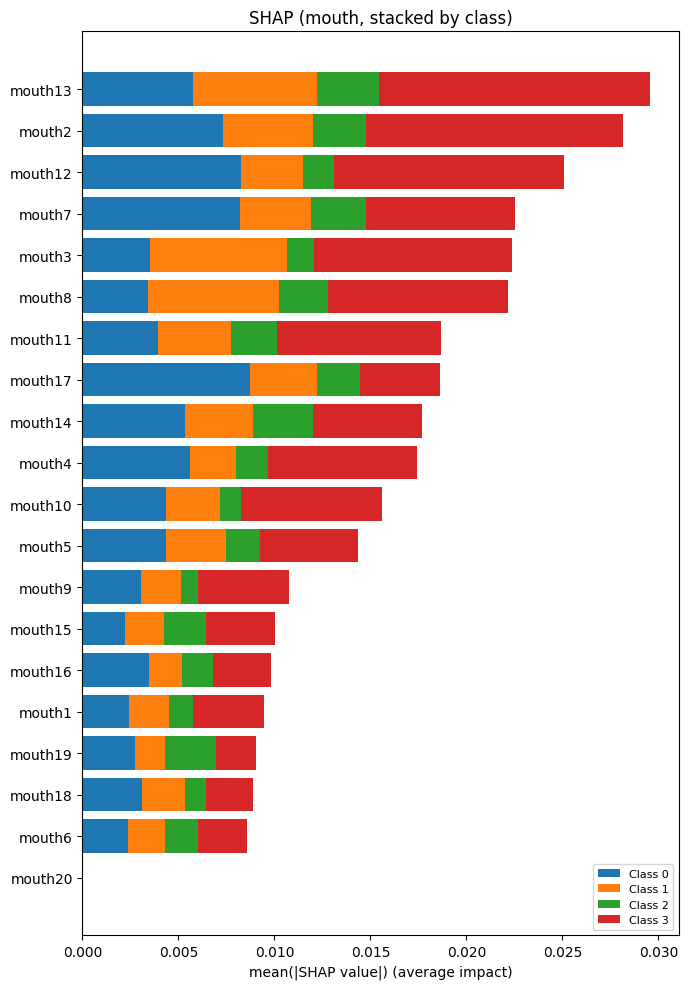 SHAP (mouth, stacked by class)
mouth13
mouth2
mouth12
mouth7
mouth3
mouth8
mouth11
mouth17
mouth14
mouth4
mouth10
mouth5
mouth9
mouth15
mouth16
mouth1
mouth19
mouth18
mouth6
mouth20
Class 0
Class 1
Class 2
Class 3
0.000 0.005 0.010 0.015 0.020 0.025 0.030
mean(|SHAP value|) (average impact)